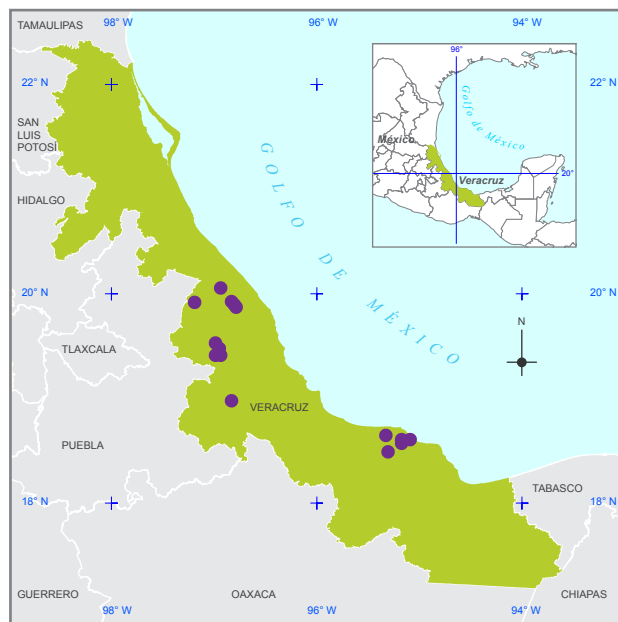 98° W
96° W
94° W
TAMAULIPAS
22° N
22° N
SAN
LUIS
POTOSÍ
HIDALGO
GOLFO DE MÉXICO
96°
Golfo de México
México
20°
Veracruz
20° N
20° N
TLAXCALA
N
VERACRUZ
PUEBLA
18° N
18° N
TABASCO
GUERRERO
OAXACA
CHIAPAS
98° W
96° W
94° W